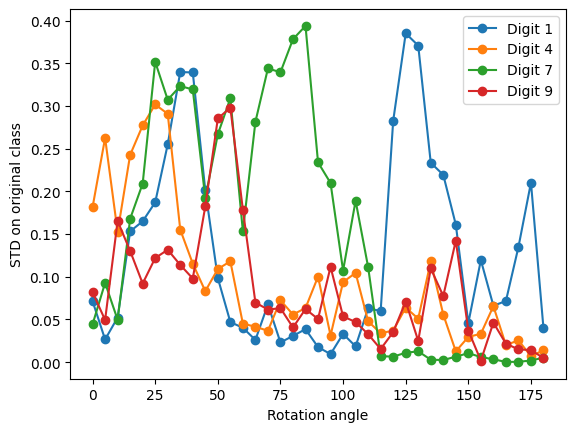 0.40
0.35
0.30
0.25
0.20
0.15
0.10
0.05
0.00
STD on original class
0 25 50 75 100 125 150 175
Rotation angle
Digit 1
Digit 4
Digit 7
Digit 9